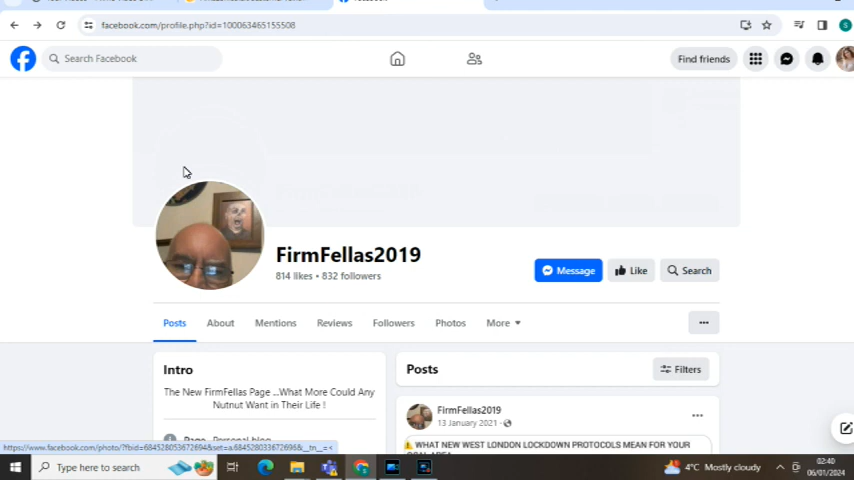 facebook.com/profile.php?id=100063465155508
Search Facebook
Find friends
FirmFellas2019
814 likes • 832 followers
Message
Like
Search
Posts
About
Mentions
Reviews
Followers
Photos
More
Intro
The New FirmFellas Page ...What More Could Any
Nutnut Want in Their Life !
Page · Personal blog
Posts
Filters
FirmFellas2019
13 January 2021
WHAT NEW WEST LONDON LOCKDOWN PROTOCOLS MEAN FOR YOUR
Type here to search
4°C Mostly cloudy
02:40
06/01/2024